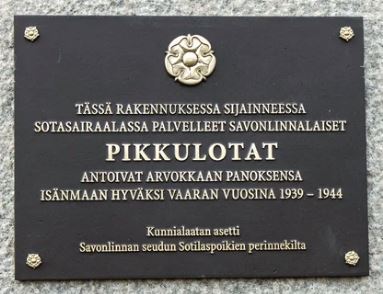 TÄSSÄ RAKENNUKSESSA SIJAINNEESSA
SOTASAIRAALASSA PALVELLEET SAVONLINNALAISET
PIKKULOTAT
ANTOIVAT ARVOKKAAN PANOKSENSA
ISÄNMAAN HYVÄKSI VAARAN VUOSINA 1939 – 1944
Kunnialaatan asetti
Savonlinnan seudun Sotilaspoikien perinnekilta